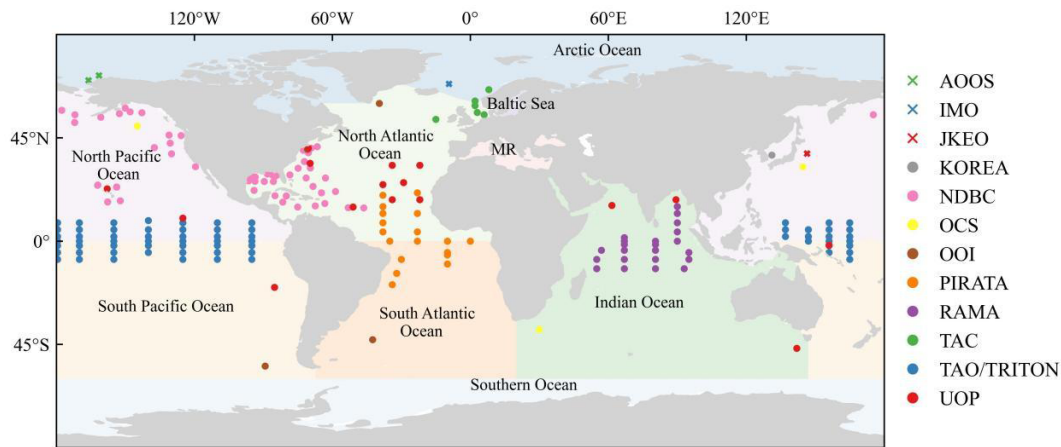 120°W 60°W 0° 60°E 120°E
Arctic Ocean
Baltic Sea
45°N
North Pacific
Ocean
North Atlantic
Ocean
MR
0°
South Pacific Ocean
South Atlantic
Ocean
Indian Ocean
45°S
Southern Ocean
AOOS
IMO
JKEO
KOREA
NDBC
OCS
OOI
PIRATA
RAMA
TAC
TAO/TRITON
UOP